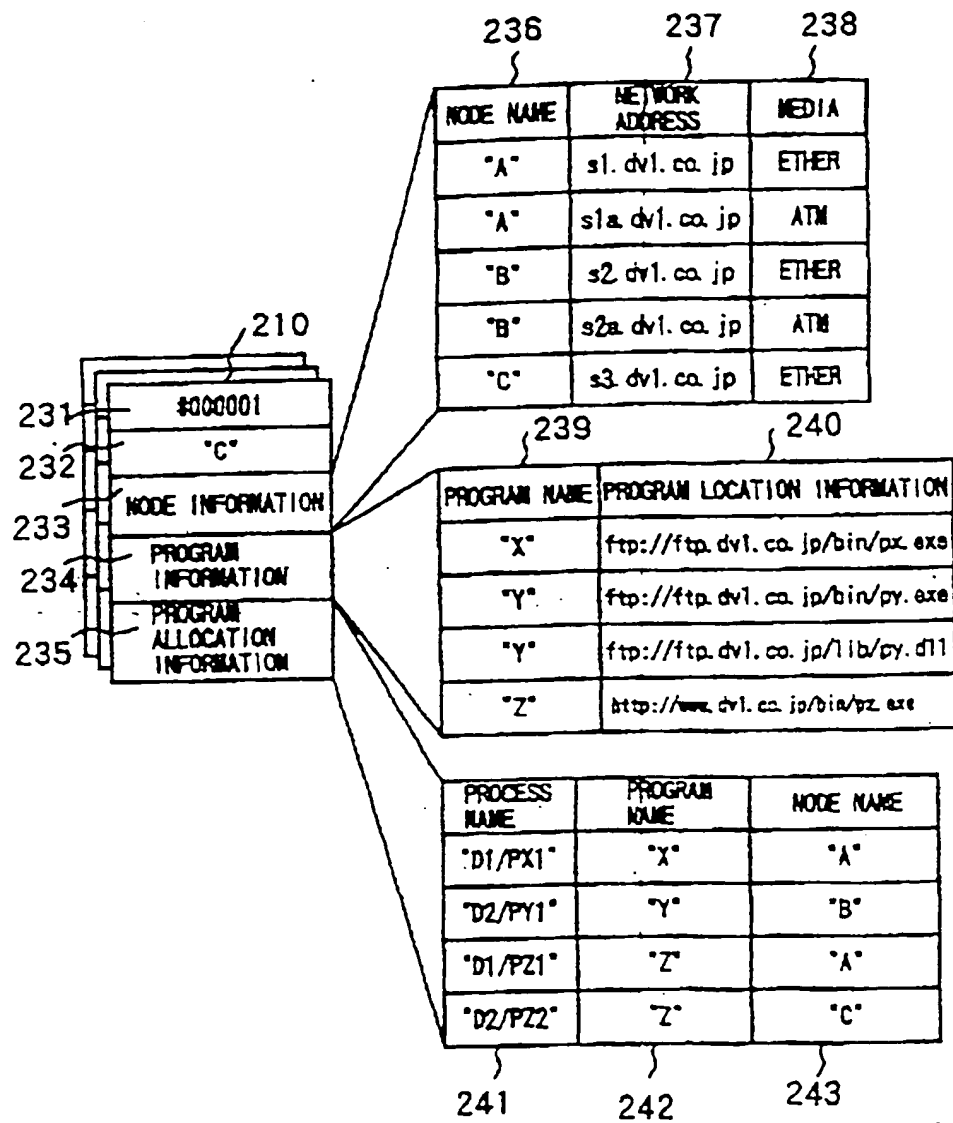 236 237 238
NODE NAME NETWORK ADDRESS MEDIA
"A" s1.dv1.co.jp ETHER
"A" s1a.dv1.co.jp ATM
"B" s2.dv1.co.jp ETHER
"B" s2a.dv1.co.jp ATM
"C" s3.dv1.co.jp ETHER
210
231 #000001
232 "C"
233 NODE INFORMATION
234 PROGRAM INFORMATION
235 PROGRAM ALLOCATION INFORMATION
239 240
PROGRAM NAME PROGRAM LOCATION INFORMATION
"X" ftp://ftp.dv1.co.jp/bin/px.exe
"Y" ftp://ftp.dv1.co.jp/bin/py.exe
"Y" ftp://ftp.dv1.co.jp/lib/py.dll
"Z" http://www.dv1.co.jp/bin/pz.exe
PROCESS NAME PROGRAM NAME NODE NAME
"D1/PX1" "X" "A"
"D2/PY1" "Y" "B"
"D1/PZ1" "Z" "A"
"D2/PZ2" "Z" "C"
241 242 243